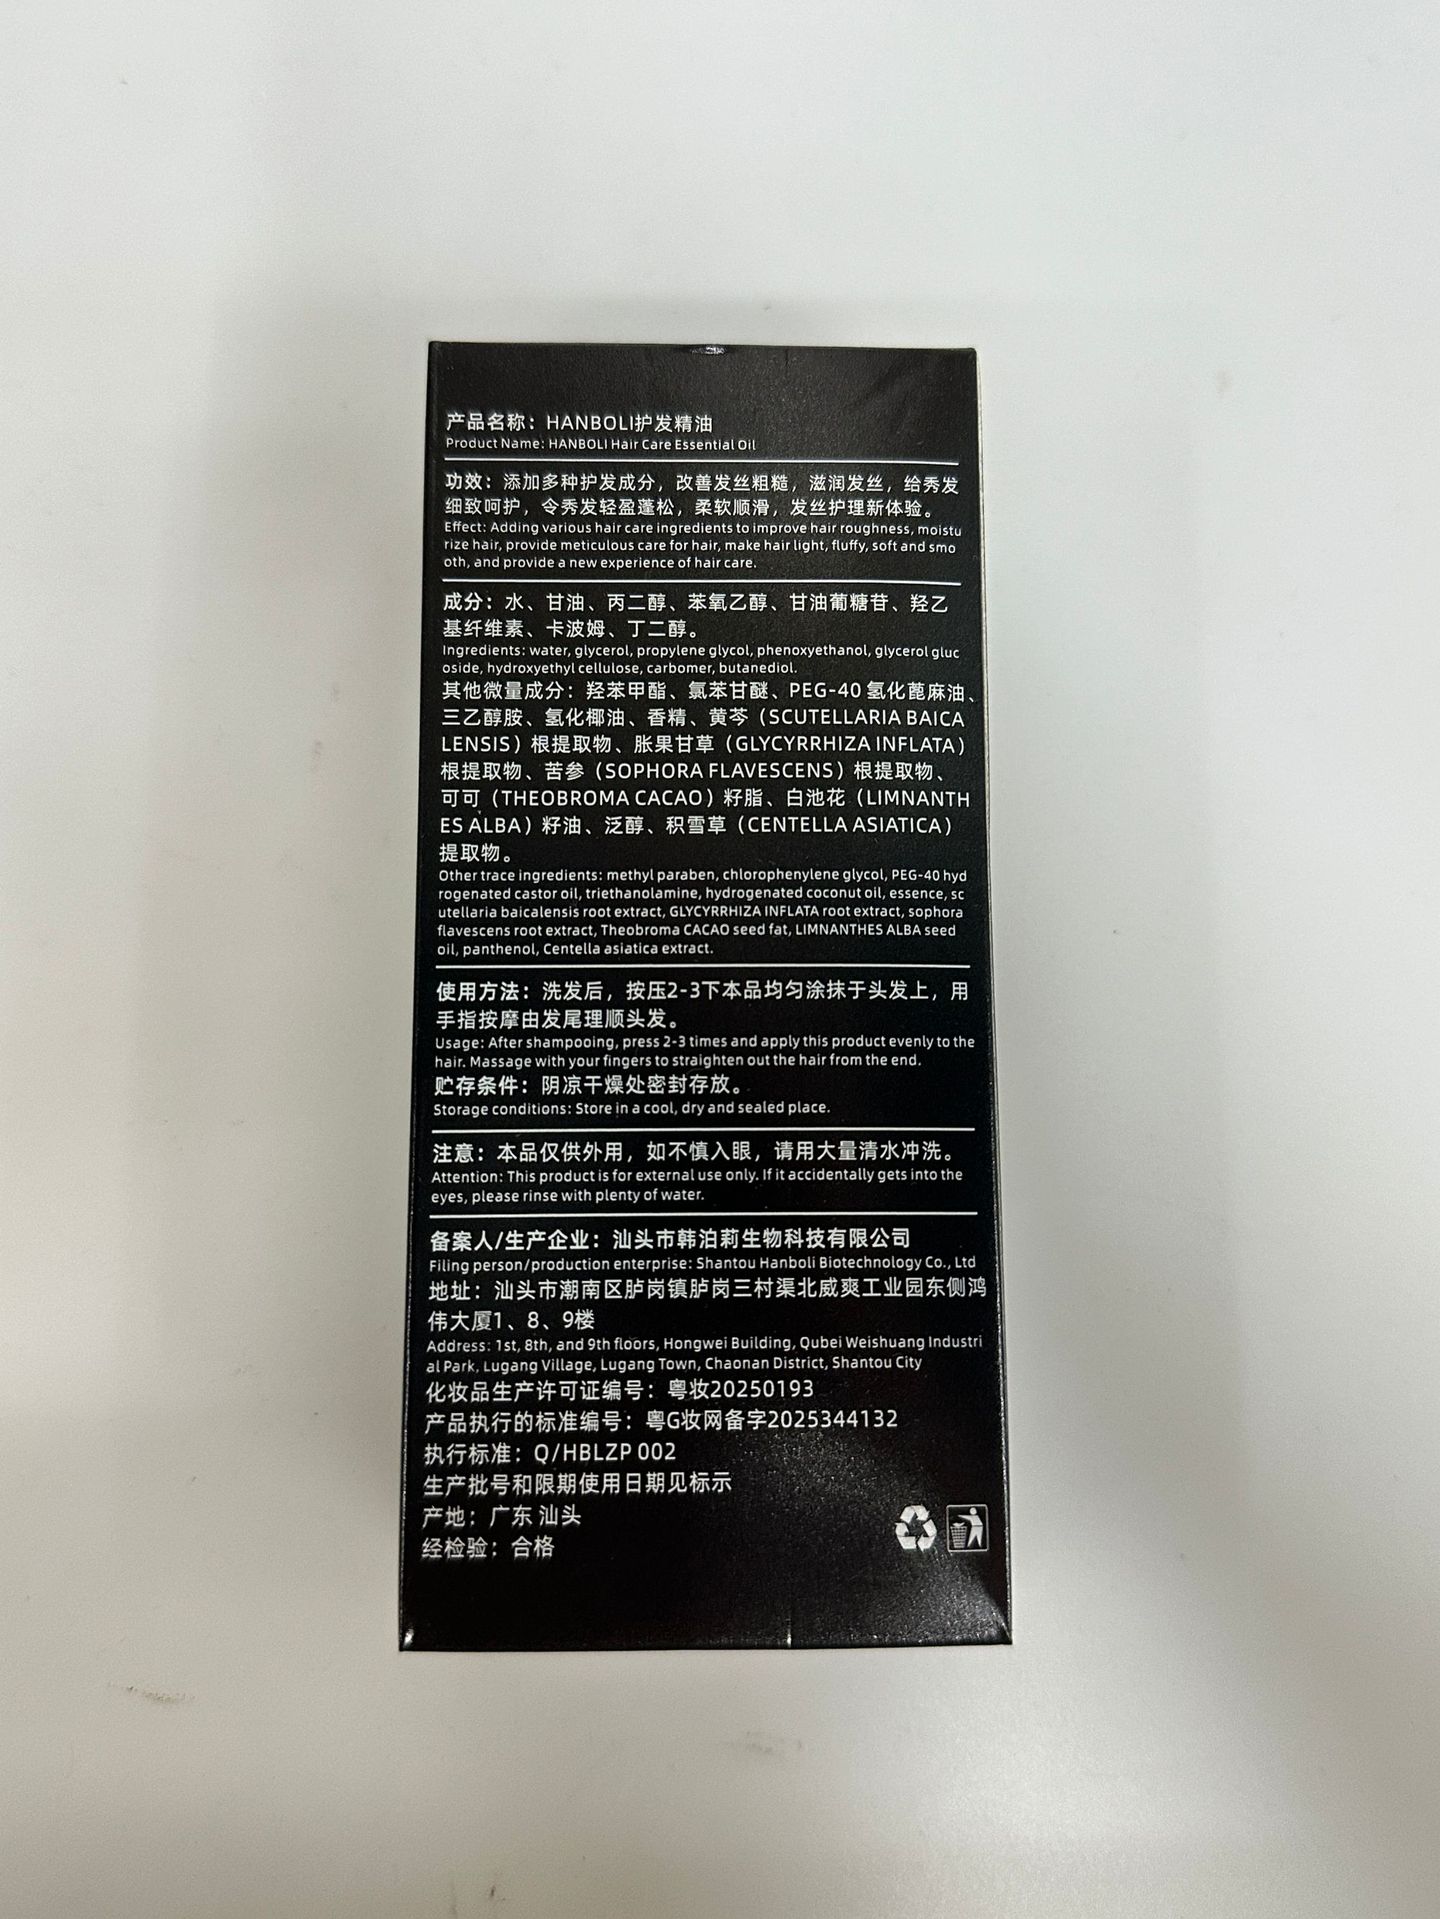 产品名称：HANBOLI护发精油
Product Name: HANBOLI Hair Care Essential Oil
功效：添加多种护发成分，改善发丝粗糙，滋润发丝，给秀发
细致呵护，令秀发轻盈蓬松，柔软顺滑，发丝护理新体验。
Effect: Adding various hair care ingredients to improve hair roughness, moistu
rize hair, provide meticulous care for hair, make hair light, fluffy, soft and smo
oth, and provide a new experience of hair care.
成分：水、甘油、丙二醇、苯氧乙醇、甘油葡糖苷、羟乙
基纤维素、卡波姆、丁二醇。
Ingredients: water, glycerol, propylene glycol, phenoxyethanol, glycerol gluc
oside, hydroxyethyl cellulose, carbomer, butanediol.
其他微量成分：羟苯甲酯、氯苯甘醚、PEG-40 氢化蓖麻油、
三乙醇胺、氢化椰油、香精、黄芩（SCUTELLARIA BAICA
LENSIS）根提取物、胀果甘草（GLYCYRRHIZA INFLATA）
根提取物、苦参（SOPHORA FLAVESCENS）根提取物、
可可（THEOBROMA CACAO）籽脂、白池花（LIMNANTH
ES ALBA）籽油、泛醇、积雪草（CENTELLA ASIATICA）
提取物。
Other trace ingredients: methyl paraben, chlorophenylene glycol, PEG-40 hyd
rogenated castor oil, triethanolamine, hydrogenated coconut oil, essence, sc
utellaria baicalensis root extract, GLYCYRRHIZA INFLATA root extract, sophora
flavescens root extract, Theobroma CACAO seed fat, LIMNANTHES ALBA seed
oil, panthenol, Centella asiatica extract.
使用方法：洗发后，按压2-3下本品均匀涂抹于头发上，用
手指按摩由发尾理顺头发。
Usage: After shampooing, press 2-3 times and apply this product evenly to the
hair. Massage with your fingers to straighten out the hair from the end.
贮存条件：阴凉干燥处密封存放。
Storage conditions: Store in a cool, dry and sealed place.
注意：本品仅供外用，如不慎入眼，请用大量清水冲洗。
Attention: This product is for external use only. If it accidentally gets into the
eyes, please rinse with plenty of water.
备案人/生产企业：汕头市韩泊莉生物科技有限公司
Filing person/production enterprise: Shantou Hanboli Biotechnology Co., Ltd
地址：汕头市潮南区胪岗镇胪岗三村渠北威爽工业园东侧鸿
伟大厦1、8、9楼
Address: 1st, 8th, and 9th floors, Hongwei Building, Qubei Weishuang Industri
al Park, Lugang Village, Lugang Town, Chaonan District, Shantou City
化妆品生产许可证编号：粤妆20250193
产品执行的标准编号：粤G妆网备字2025344132
执行标准：Q/HBLZP 002
生产批号和限期使用日期见标示
产地：广东 汕头
经检验：合格